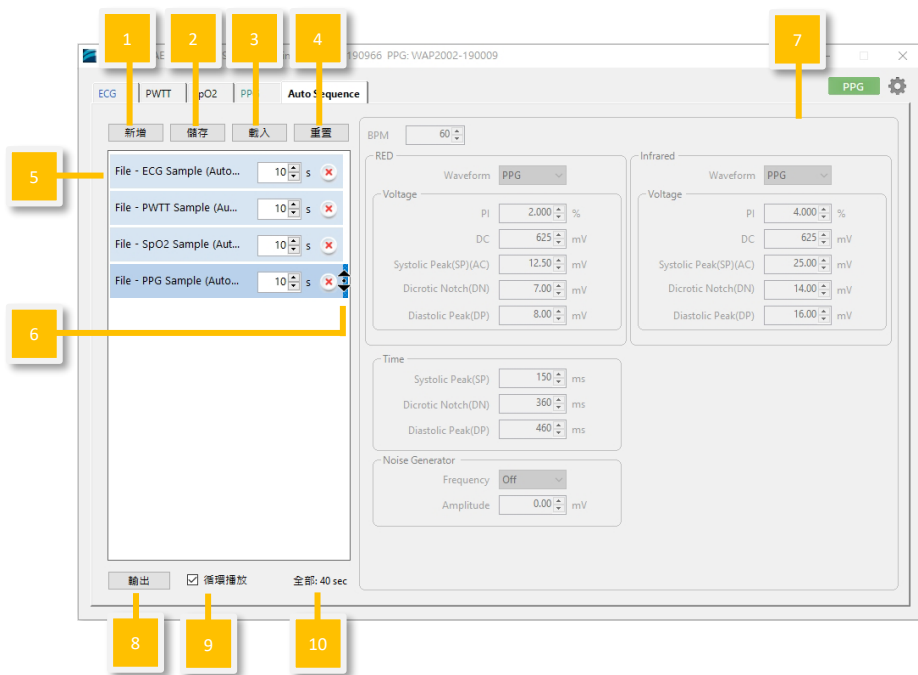 1
2
3
4
7
190966 PPG: WAP2002-190009
ECG
PWTT
pO2
PP
Auto Sequence
PPG
新增
儲存
載入
重置
BPM 60
5
File - ECG Sample (Auto... 10 s
File - PWTT Sample (Au... 10 s
File - SpO2 Sample (Aut... 10 s
File - PPG Sample (Auto... 10 s
6
RED
Waveform PPG
Voltage
PI 2.000 %
DC 625 mV
Systolic Peak(SP)(AC) 12.50 mV
Dicrotic Notch(DN) 7.00 mV
Diastolic Peak(DP) 8.00 mV
Infrared
Waveform PPG
Voltage
PI 4.000 %
DC 625 mV
Systolic Peak(SP)(AC) 25.00 mV
Dicrotic Notch(DN) 14.00 mV
Diastolic Peak(DP) 16.00 mV
Time
Systolic Peak(SP) 150 ms
Dicrotic Notch(DN) 360 ms
Diastolic Peak(DP) 460 ms
Noise Generator
Frequency Off
Amplitude 0.00 mV
輸出
循環播放
全部: 40 sec
8
9
10